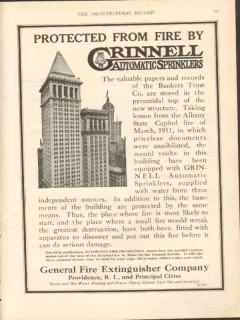 THE ARCHITECTURAL RECORD
PROTECTED FROM FIRE BY
GRINNELL
AUTOMATIC SPRINKLERS
The valuable papers and records
of the Bankers Trust
Co. are stored in the
pyramidal top of the
new structure. Taking
lesson from the Albany
State Capitol fire of
March, 1911, in which
priceless documents
were annihilated, the
record vaults in this
building have been
equipped with GRIN-
NELL Automatic
Sprinklers, supplied
with water from three
independent sources. In addition to this, the base-
ments of the building are protected by the same
means. Thus, the place where fire is most likely to
start, and the place where a small fire would wreak
the greatest destruction, have both been fitted with
apparatus to discover and put out this fire before it
can do serious damage.
General Fire Extinguisher Company
Providence, R. I., and Principal Cities